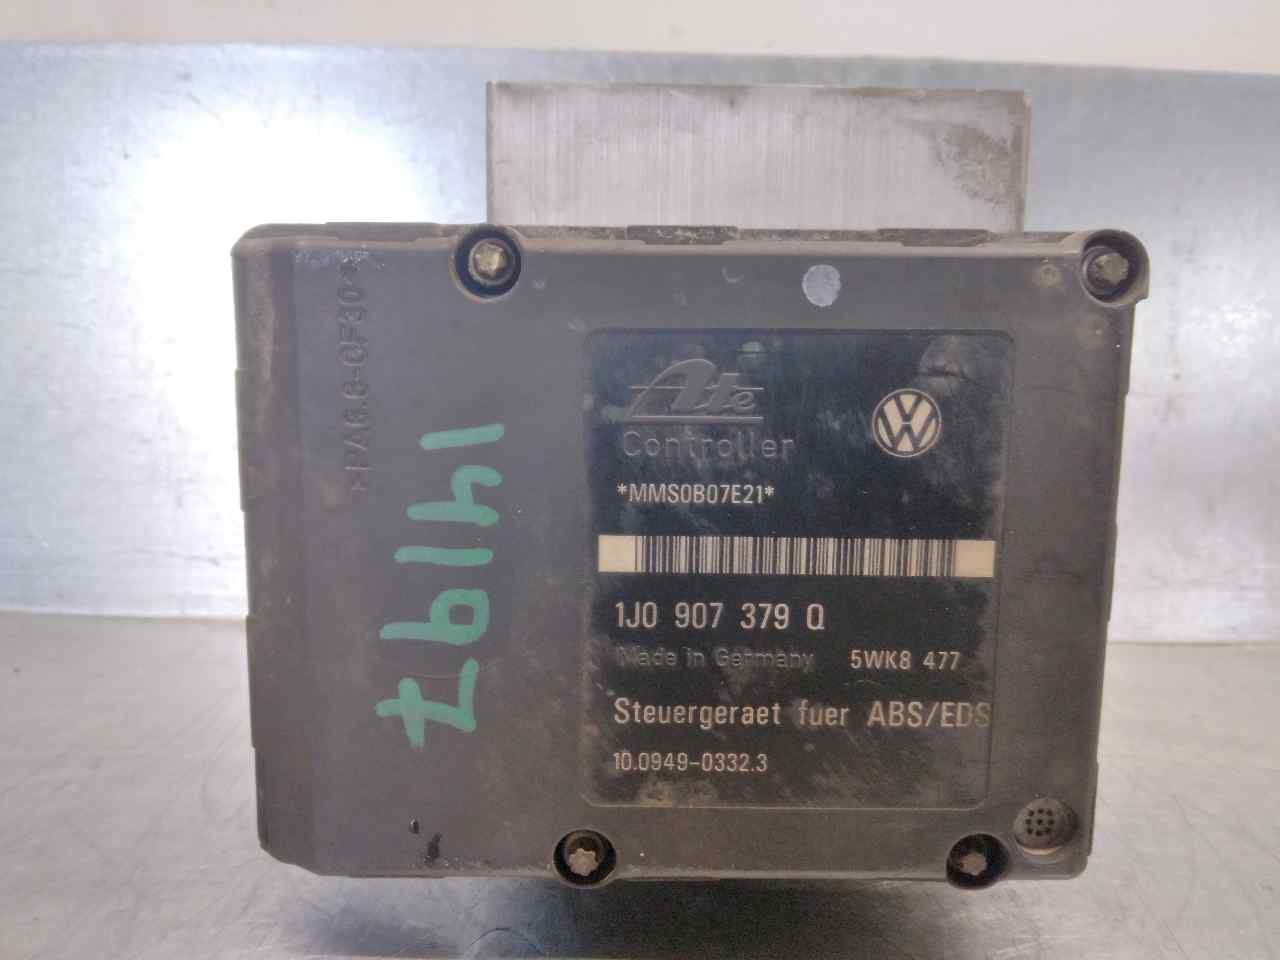 >PA6.6-GF30<
14197
Ate
Controller
*MMS0B07E21*
1J0 907 379 Q
Made in Germany 5WK8 477
Steuergeraet fuer ABS/EDS
10.0949-0332.3